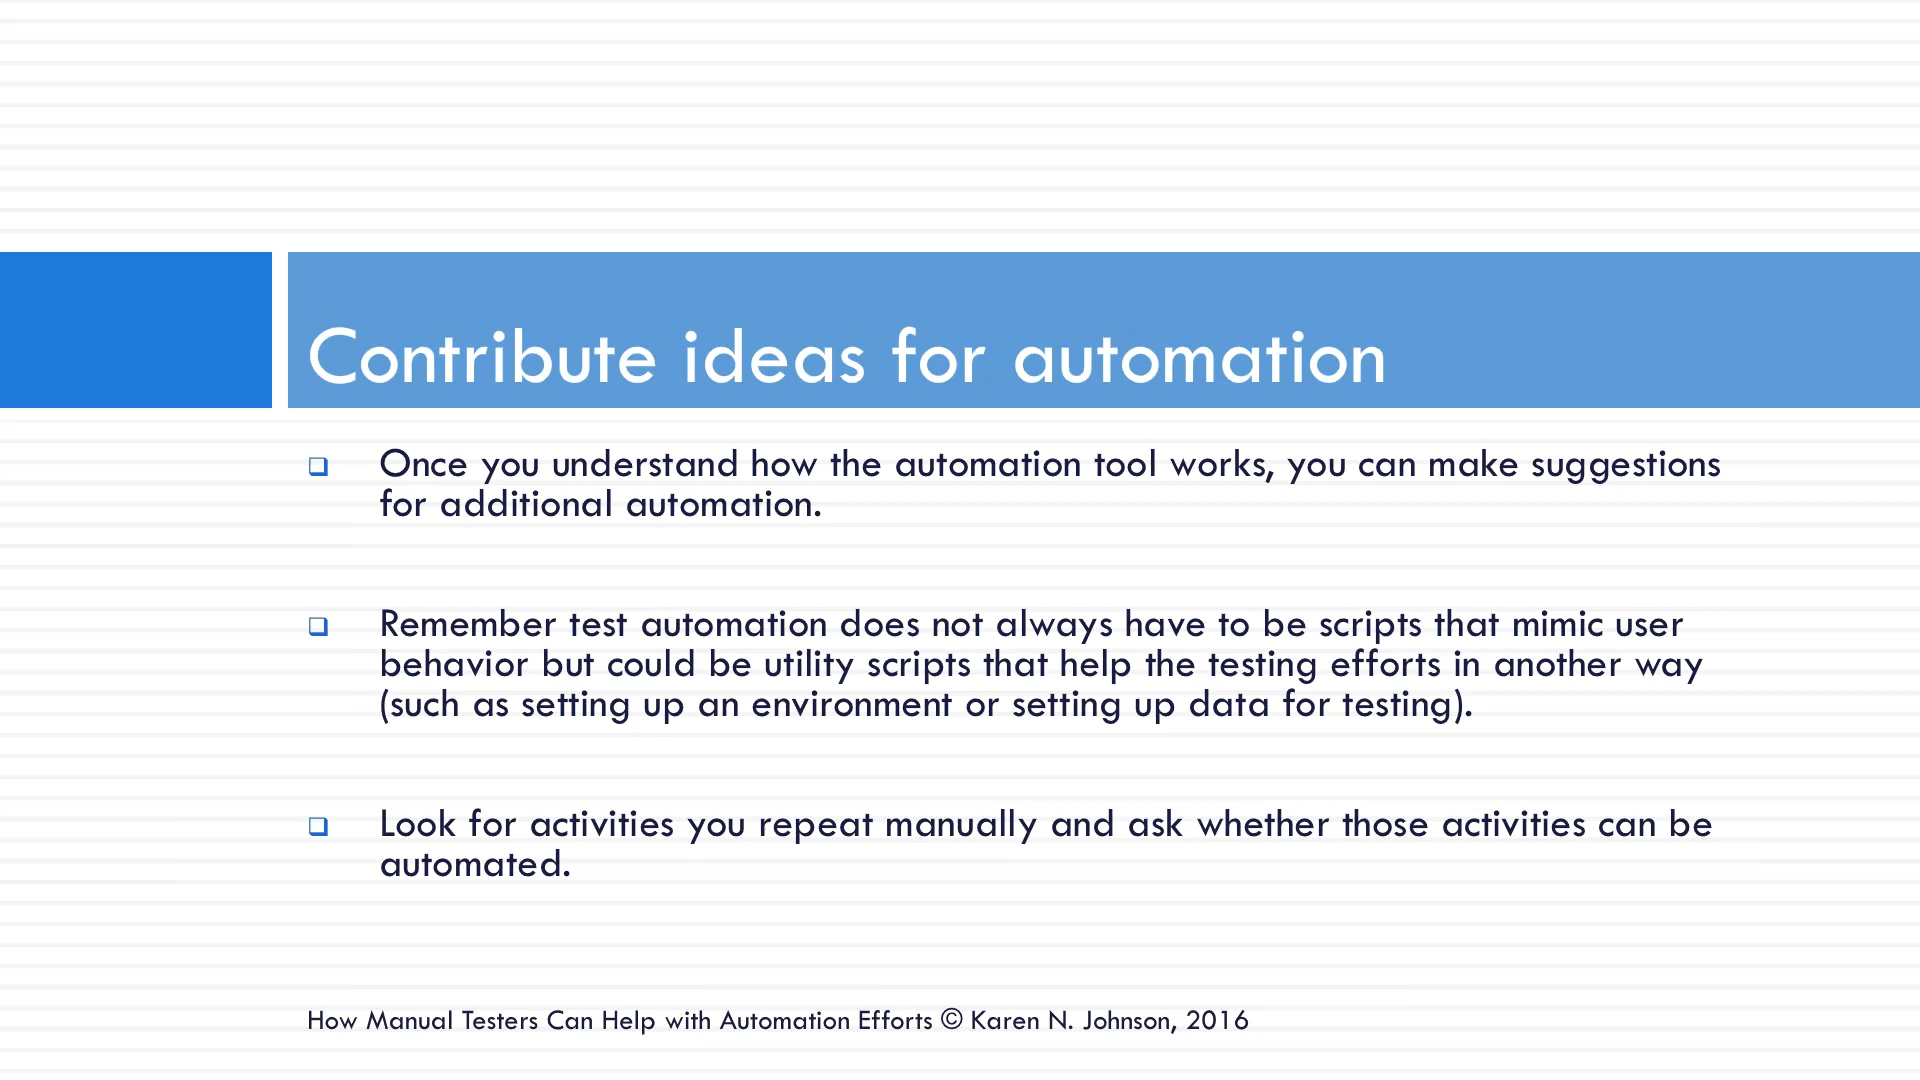 Contribute ideas for automation
Once you understand how the automation tool works, you can make suggestions
for additional automation.
Remember test automation does not always have to be scripts that mimic user
behavior but could be utility scripts that help the testing efforts in another way
(such as setting up an environment or setting up data for testing).
Look for activities you repeat manually and ask whether those activities can be
automated.
How Manual Testers Can Help with Automation Efforts © Karen N. Johnson, 2016